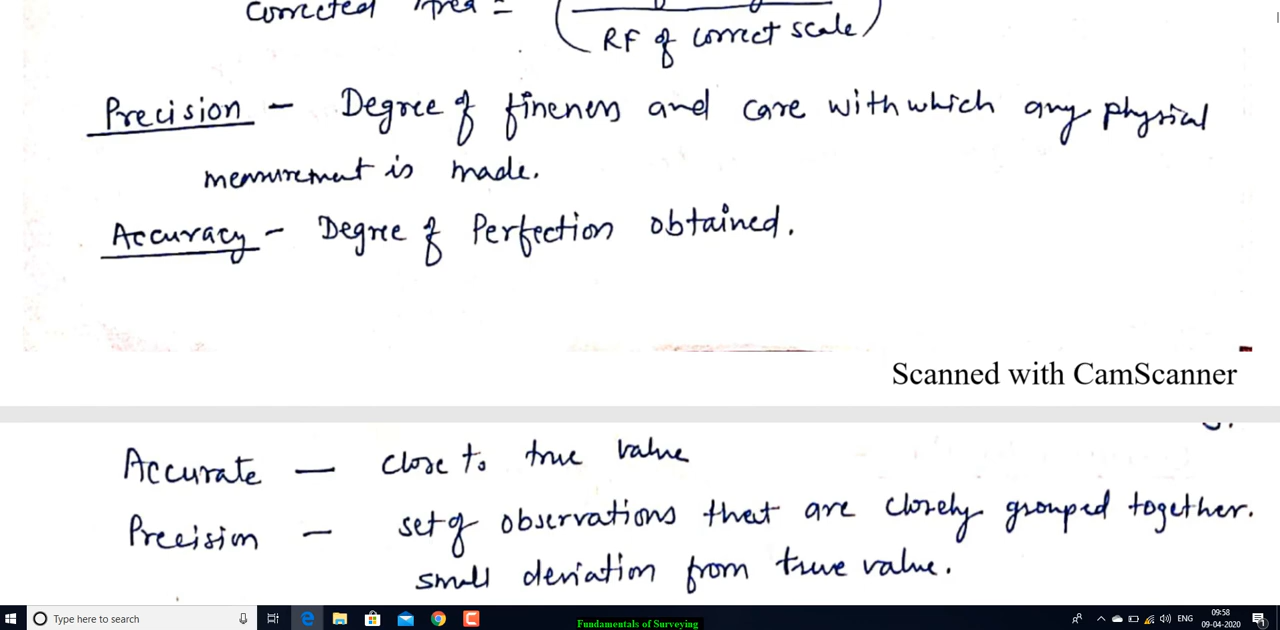 Corrected Area =
RF of correct scale
Precision – Degree of fineness and care with which any physical
measurement is made.
Accuracy – Degree of Perfection obtained.
Scanned with CamScanner
Accurate — close to true value
Precision — set of observations that are closely grouped together.
small deviation from true value.
Type here to search
ENG
09:58
09-04-2020
Fundamentals of Surveying